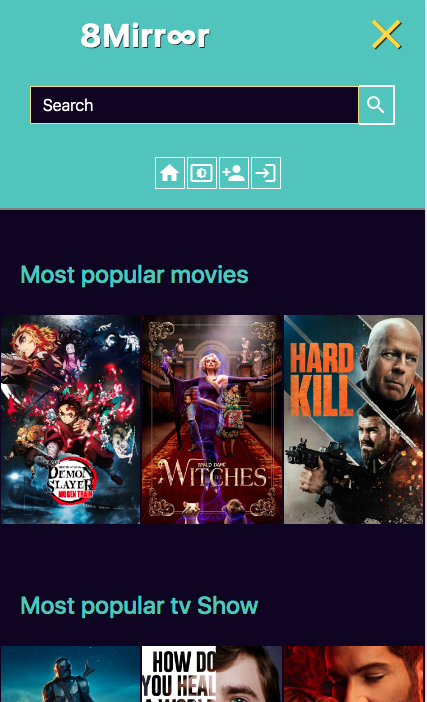 8Mirr∞r
Search
Most popular movies
DEMON
SLAYER
MUGEN TRAIN
ROALD DAHL'S
WITCHES
HARD
KILL
Most popular tv Show
HOW DO
YOU HEAL